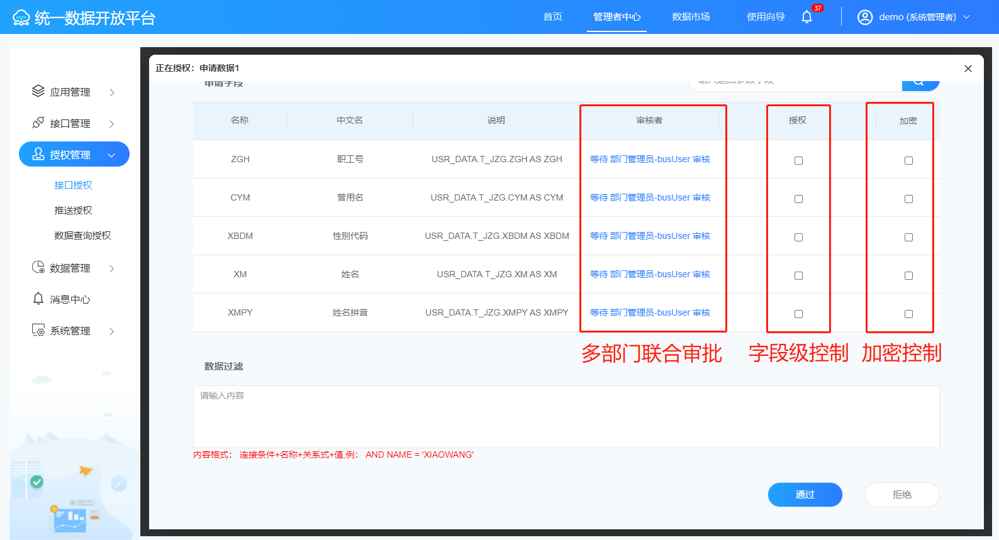 统一数据开放平台
首页 管理者中心 数据市场 使用向导 37 demo (系统管理者)
应用管理
接口管理
授权管理
接口授权
推送授权
数据查询授权
数据管理
消息中心
系统管理
正在授权：申请数据1
申请字段
输入返回参数字段
名称 中文名 说明 审核者 授权 加密
ZGH 职工号 USR_DATA.T_JZG.ZGH AS ZGH 等待 部门管理员-busUser 审核
CYM 曾用名 USR_DATA.T_JZG.CYM AS CYM 等待 部门管理员-busUser 审核
XBDM 性别代码 USR_DATA.T_JZG.XBDM AS XBDM 等待 部门管理员-busUser 审核
XM 姓名 USR_DATA.T_JZG.XM AS XM 等待 部门管理员-busUser 审核
XMPY 姓名拼音 USR_DATA.T_JZG.XMPY AS XMPY 等待 部门管理员-busUser 审核
多部门联合审批 字段级控制 加密控制
数据过滤
请输入内容
内容格式： 连接条件+名称+关系式+值,例： AND NAME = 'XIAOWANG'
通过 拒绝